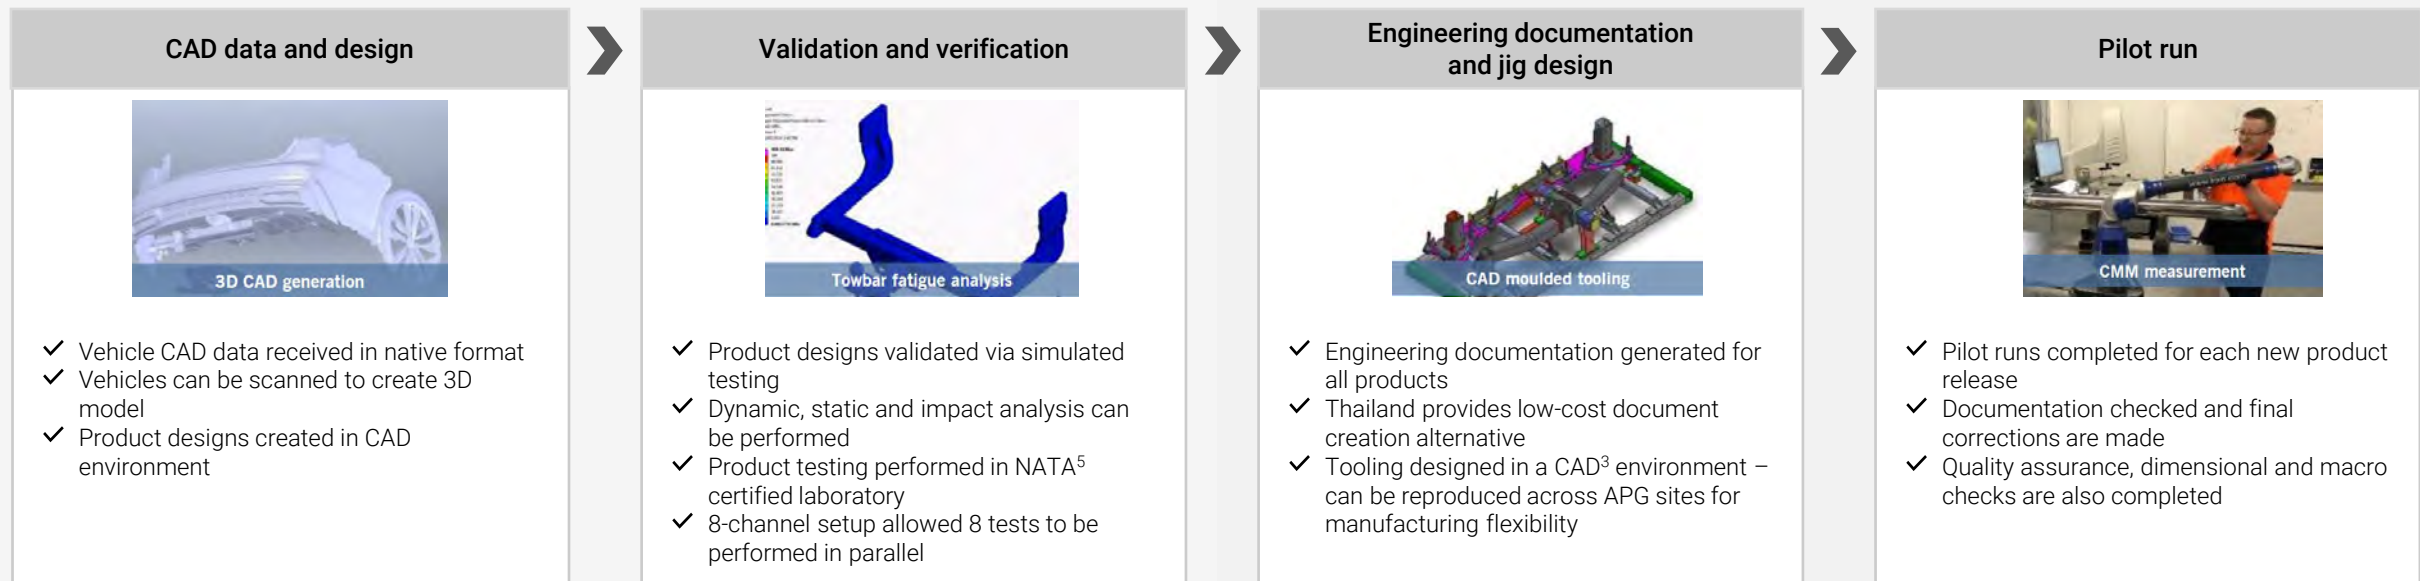 CAD data and design
3D CAD generation
Vehicle CAD data received in native format
Vehicles can be scanned to create 3D
model
Product designs created in CAD
environment
Validation and verification
Towbar fatigue analysis
Product designs validated via simulated
testing
Dynamic, static and impact analysis can
be performed
Product testing performed in NATA⁵
certified laboratory
8-channel setup allowed 8 tests to be
performed in parallel
Engineering documentation
and jig design
CAD moulded tooling
Engineering documentation generated for
all products
Thailand provides low-cost document
creation alternative
Tooling designed in a CAD³ environment –
can be reproduced across APG sites for
manufacturing flexibility
Pilot run
CMM measurement
Pilot runs completed for each new product
release
Documentation checked and final
corrections are made
Quality assurance, dimensional and macro
checks are also completed